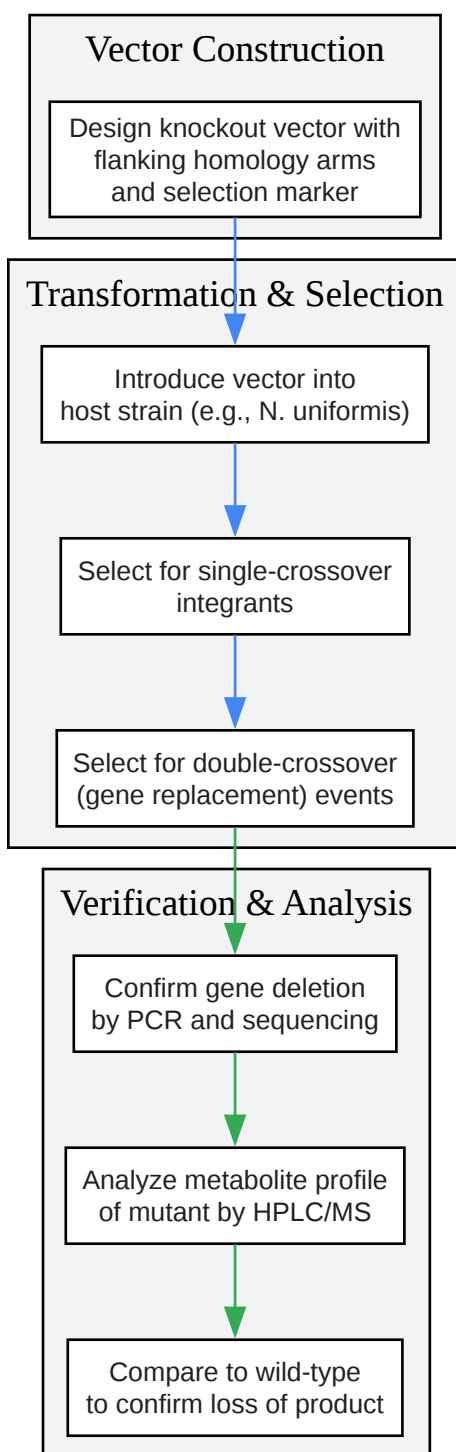 Vector Construction
Design knockout vector with
flanking homology arms
and selection marker
Transformation & Selection
Introduce vector into
host strain (e.g., N. uniformis)
Select for single-crossover
integrants
Select for double-crossover
(gene replacement) events
Verification & Analysis
Confirm gene deletion
by PCR and sequencing
Analyze metabolite profile
of mutant by HPLC/MS
Compare to wild-type
to confirm loss of product